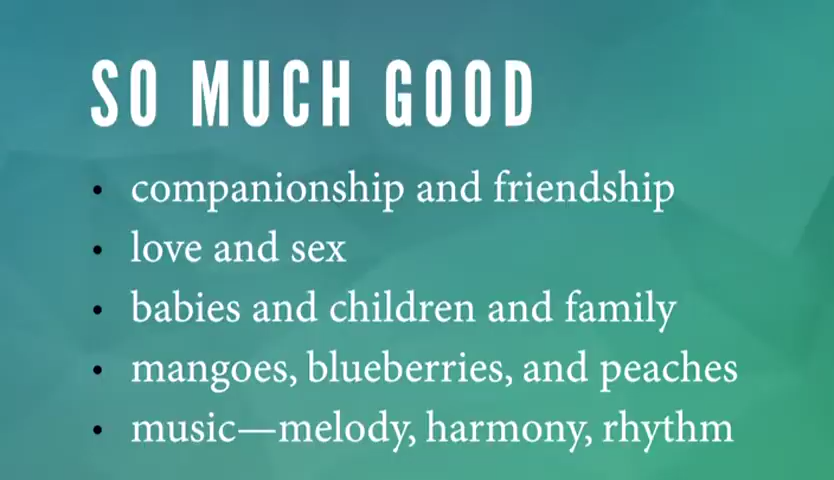 SO MUCH GOOD
• companionship and friendship
• love and sex
• babies and children and family
• mangoes, blueberries, and peaches
• music—melody, harmony, rhythm